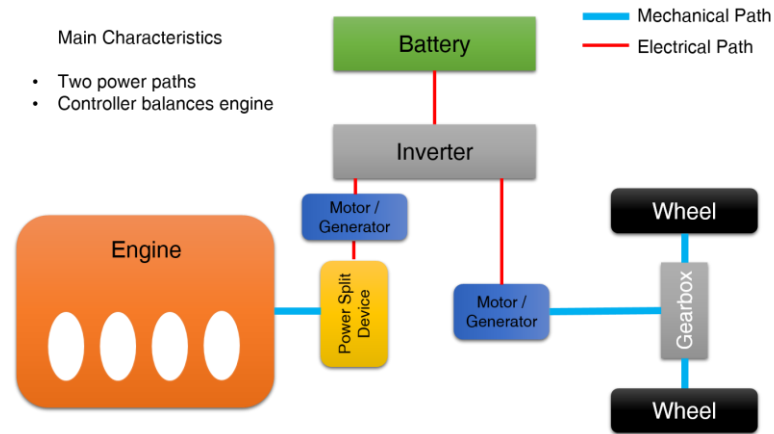 Main Characteristics
• Two power paths
• Controller balances engine
Battery
Mechanical Path
Electrical Path
Inverter
Motor /
Generator
Engine
Power Split
Device
Motor /
Generator
Wheel
Gearbox
Wheel